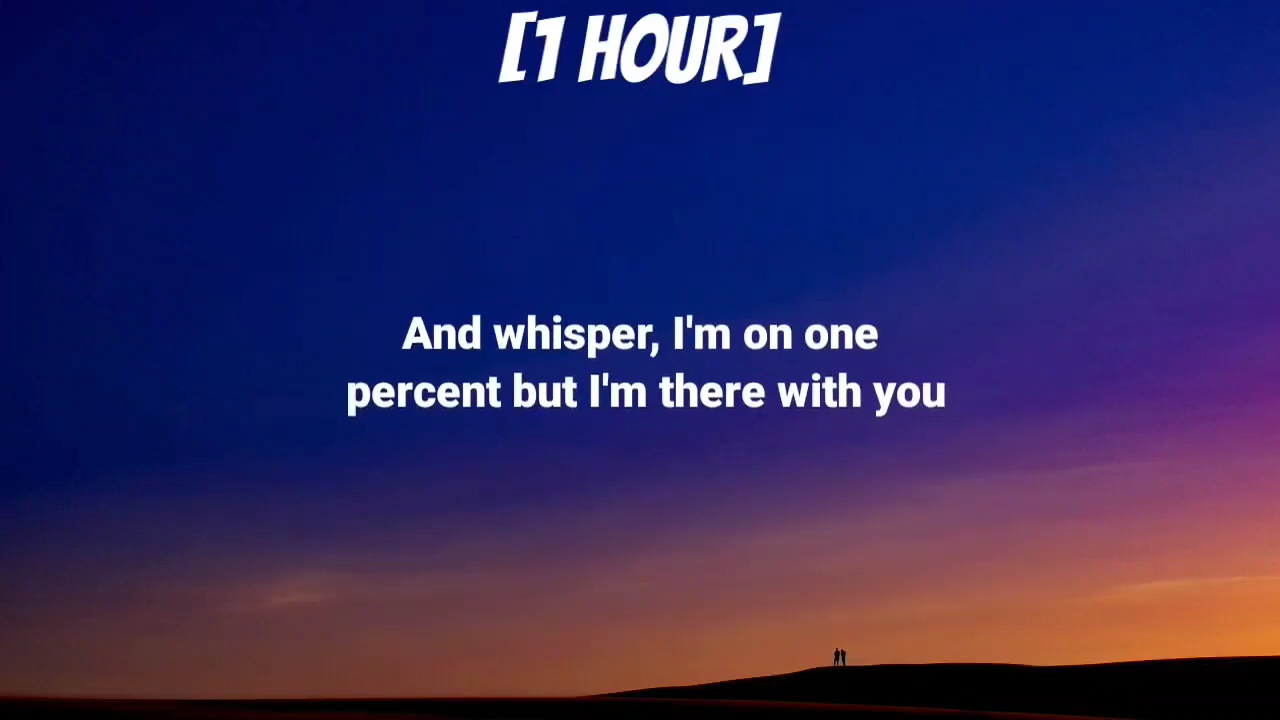 [1 HOUR]
And whisper, I'm on one
percent but I'm there with you